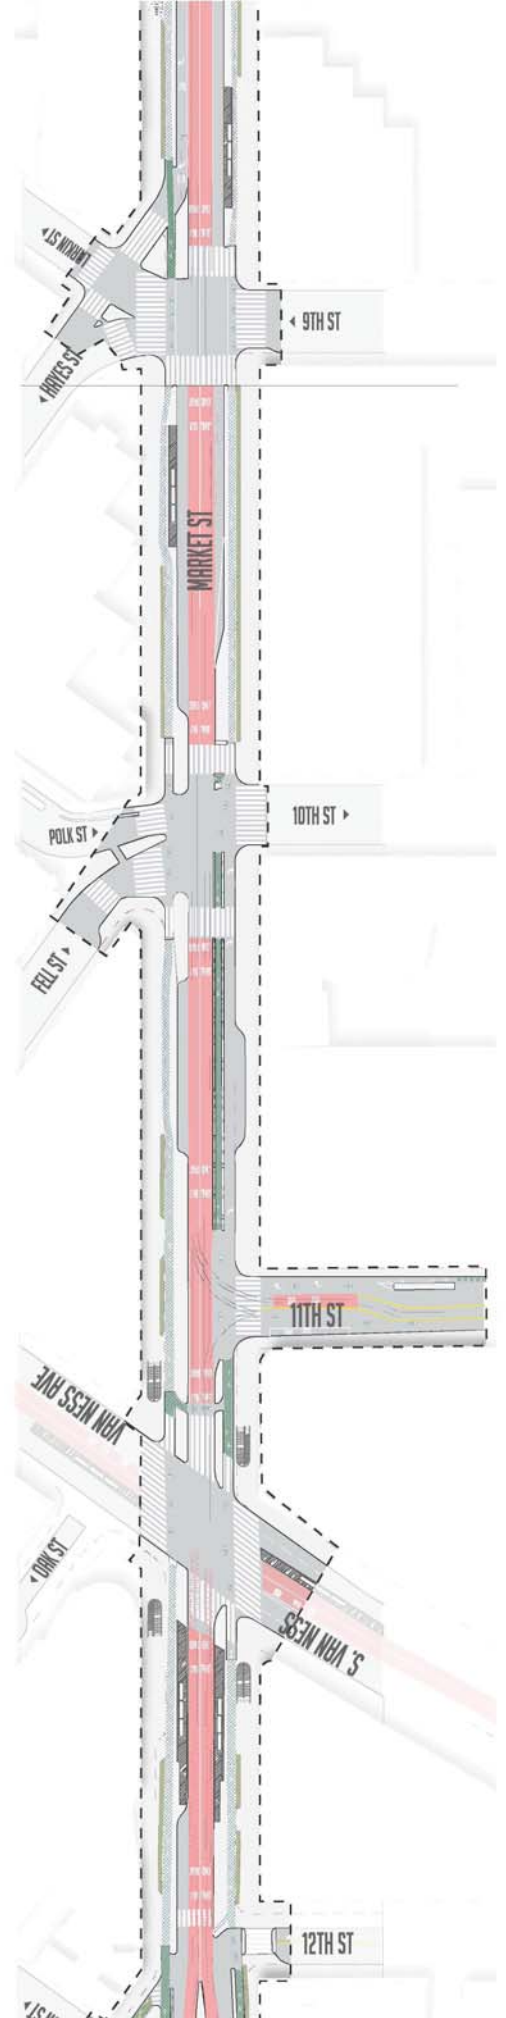 LARKIN ST
9TH ST
HAYES ST
MARKET ST
POLK ST
10TH ST
FELL ST
11TH ST
VAN NESS AVE
OAK ST
S. VAN NESS
12TH ST